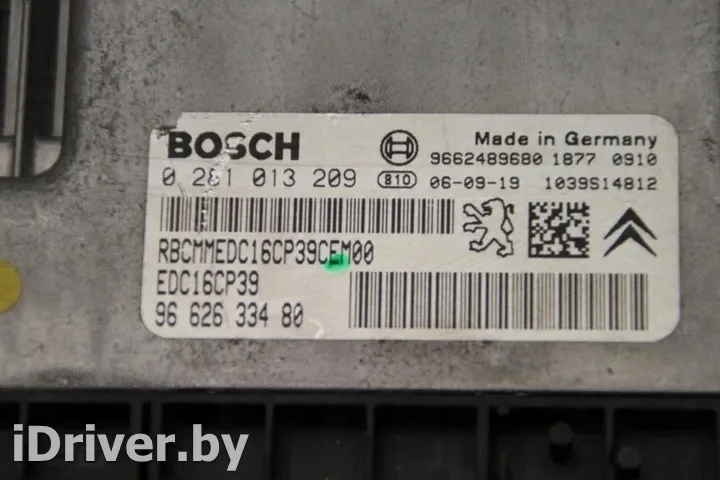 BOSCH
Made in Germany
9662489680 1877 0910
0 281 013 209 810 06-09-19 1039S14812
RBCMMEDC16CP39CEM00
EDC16CP39
96 626 334 80
iDriver.by